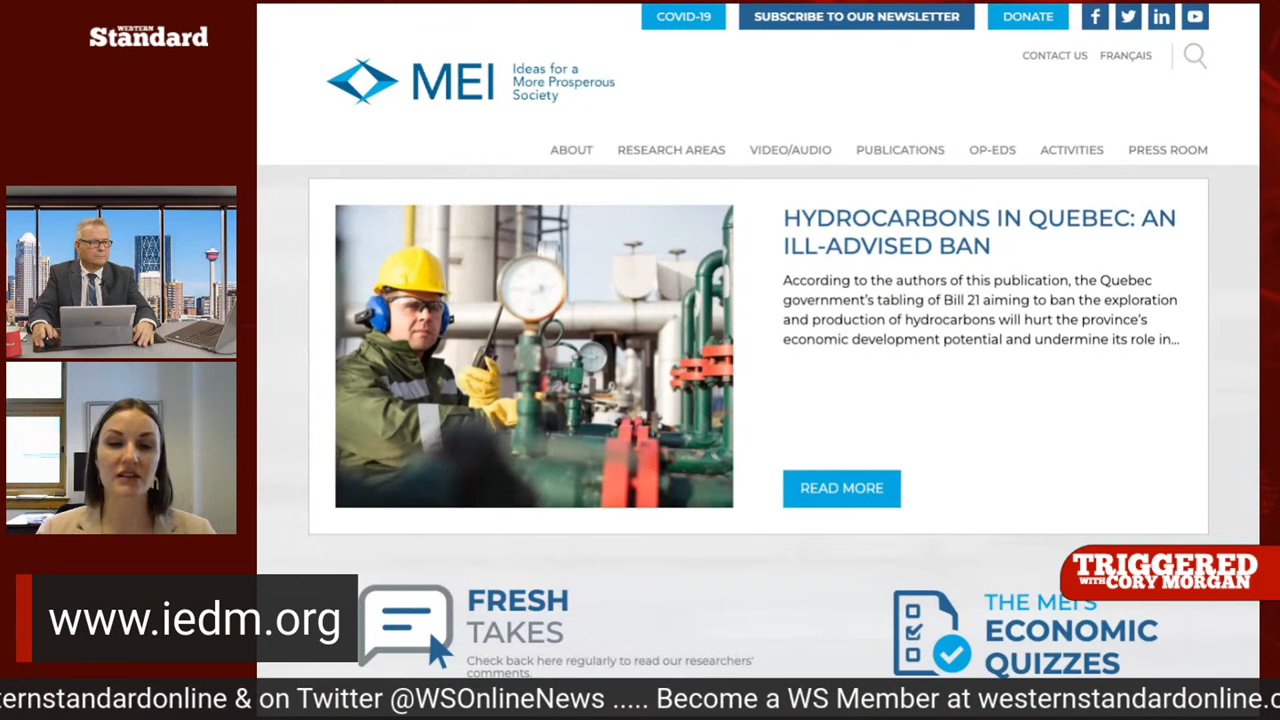 WESTERN
Standard
COVID-19
SUBSCRIBE TO OUR NEWSLETTER
DONATE
CONTACT US
FRANÇAIS
MEI
Ideas for a
More Prosperous
Society
ABOUT
RESEARCH AREAS
VIDEO/AUDIO
PUBLICATIONS
OP-EDS
ACTIVITIES
PRESS ROOM
HYDROCARBONS IN QUEBEC: AN
ILL-ADVISED BAN
According to the authors of this publication, the Quebec
government's tabling of Bill 21 aiming to ban the exploration
and production of hydrocarbons will hurt the province's
economic development potential and undermine its role in...
READ MORE
TRIGGERED
WITH CORY MORGAN
www.iedm.org
FRESH
TAKES
Check back here regularly to read our researchers'
comments.
THE MEI'S
ECONOMIC
QUIZZES
ternstandardonline & on Twitter @WSOnlineNews ..... Become a WS Member at westernstandardonline.c